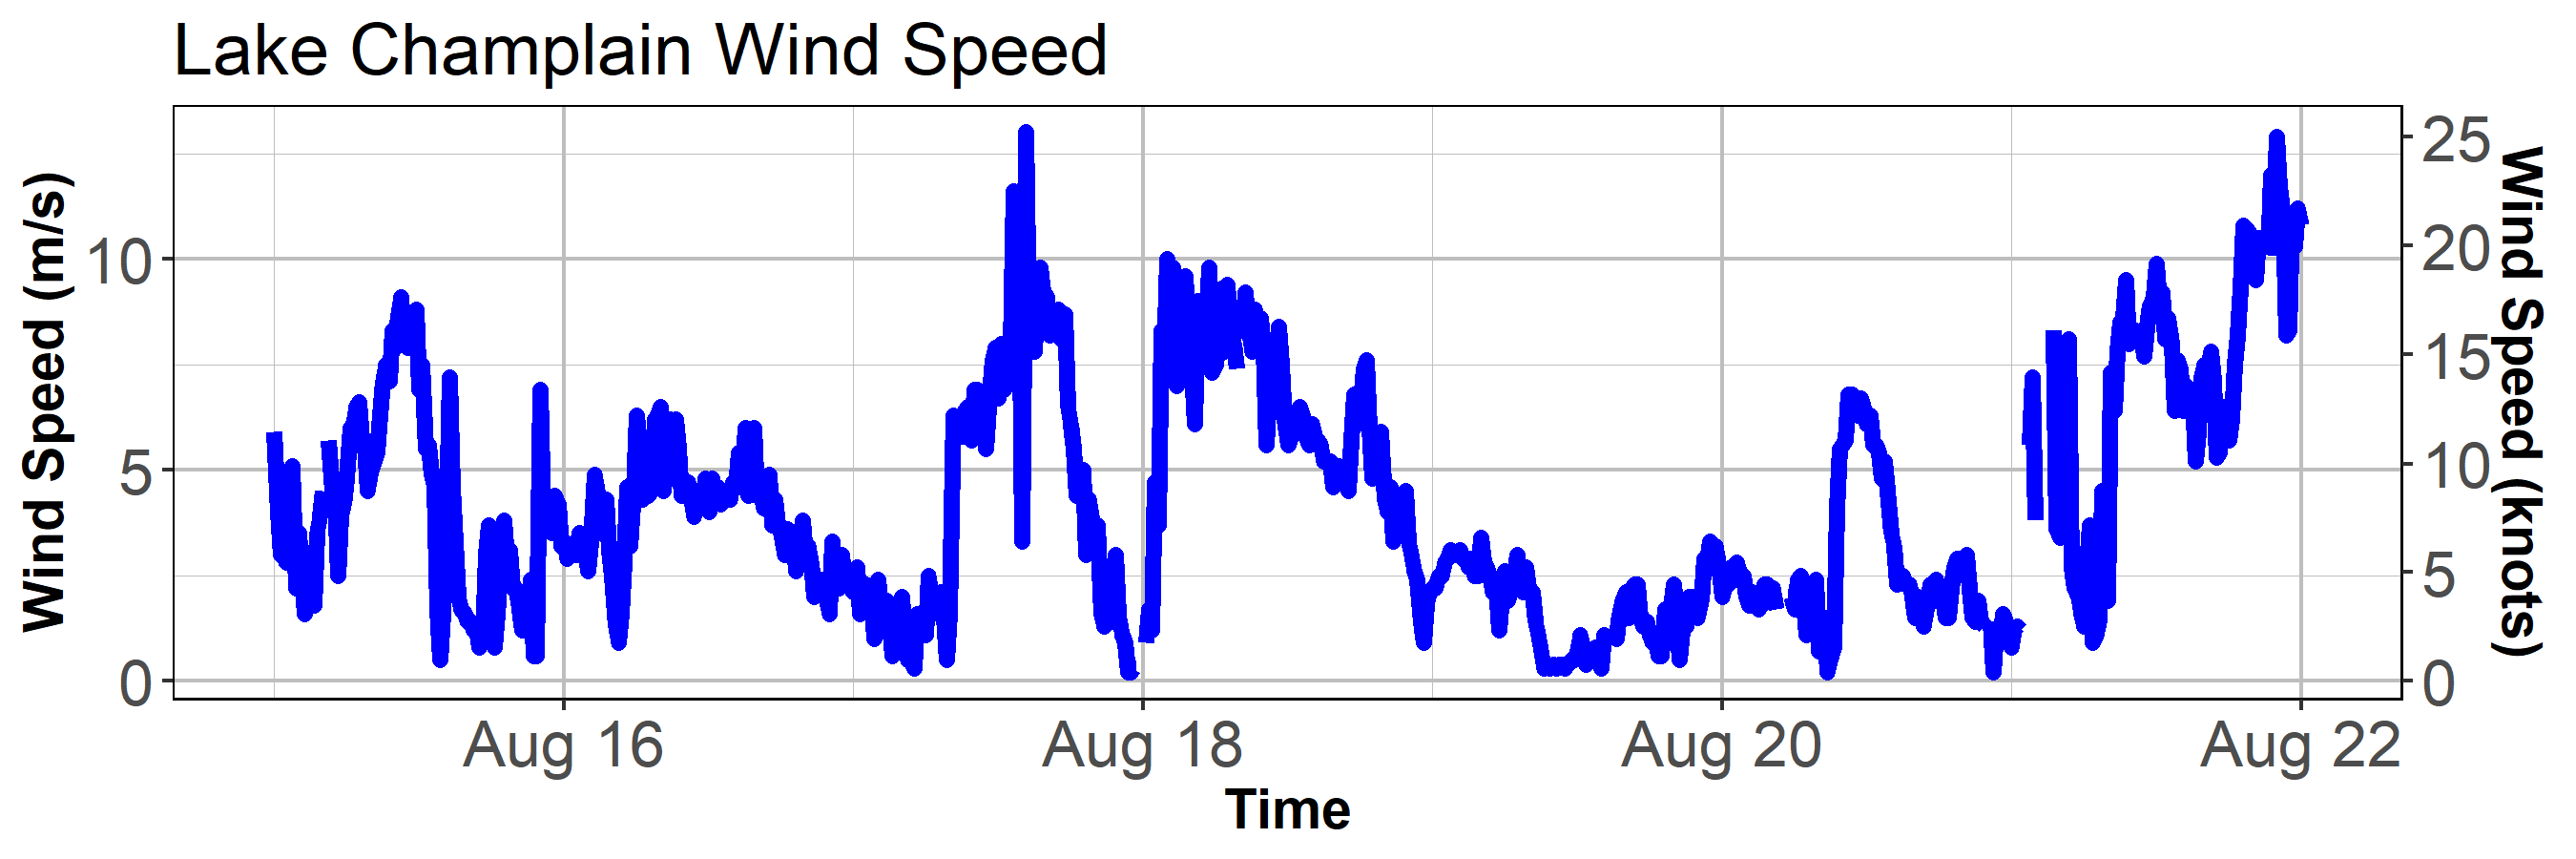 Lake Champlain Wind Speed
Wind Speed (m/s)
10
5
0
25
20
15
10
5
0
Wind Speed (knots)
Aug 16
Aug 18
Aug 20
Aug 22
Time